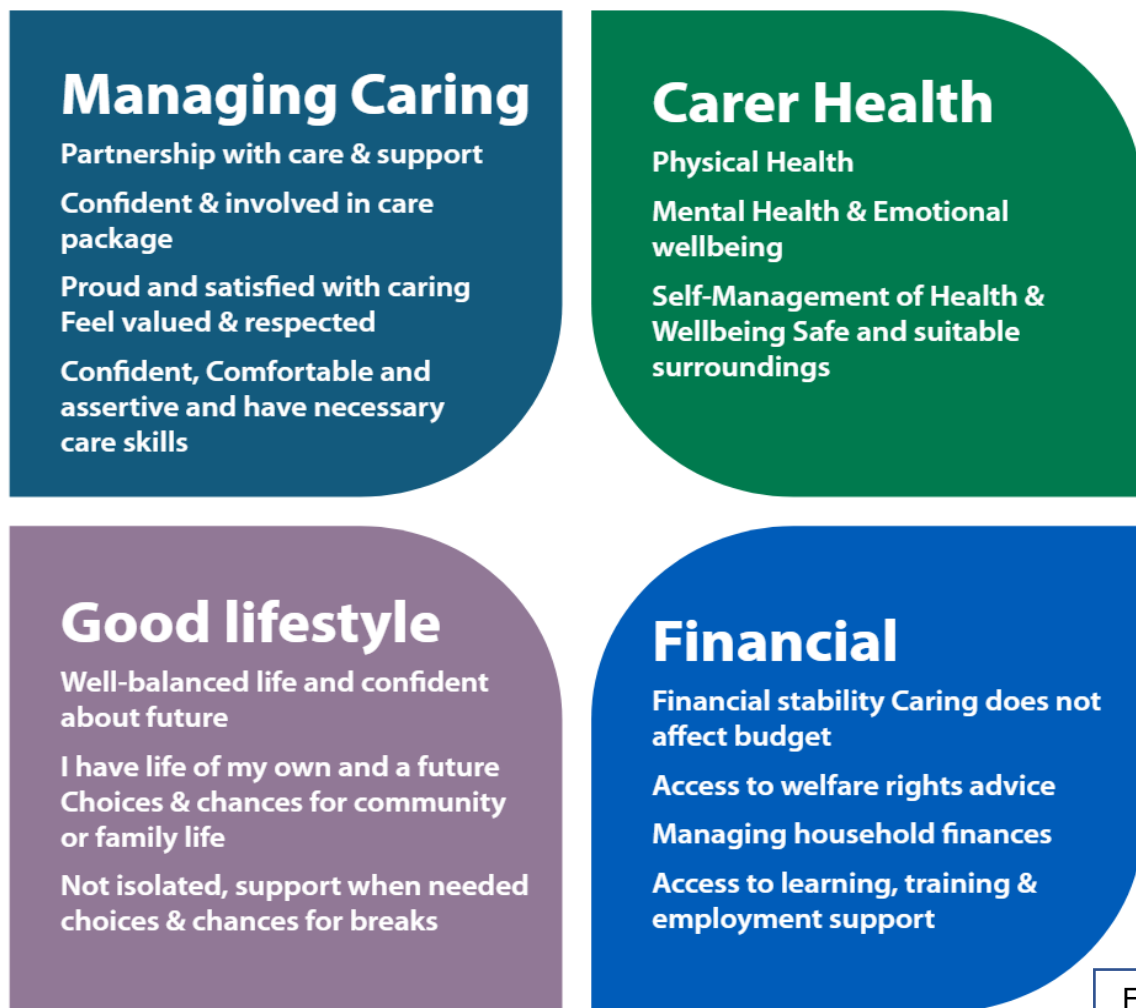 Managing Caring
Partnership with care & support
Confident & involved in care
package
Proud and satisfied with caring
Feel valued & respected
Confident, Comfortable and
assertive and have necessary
care skills
Carer Health
Physical Health
Mental Health & Emotional
wellbeing
Self-Management of Health &
Wellbeing Safe and suitable
surroundings
Good lifestyle
Well-balanced life and confident
about future
I have life of my own and a future
Choices & chances for community
or family life
Not isolated, support when needed
choices & chances for breaks
Financial
Financial stability Caring does not
affect budget
Access to welfare rights advice
Managing household finances
Access to learning, training &
employment support